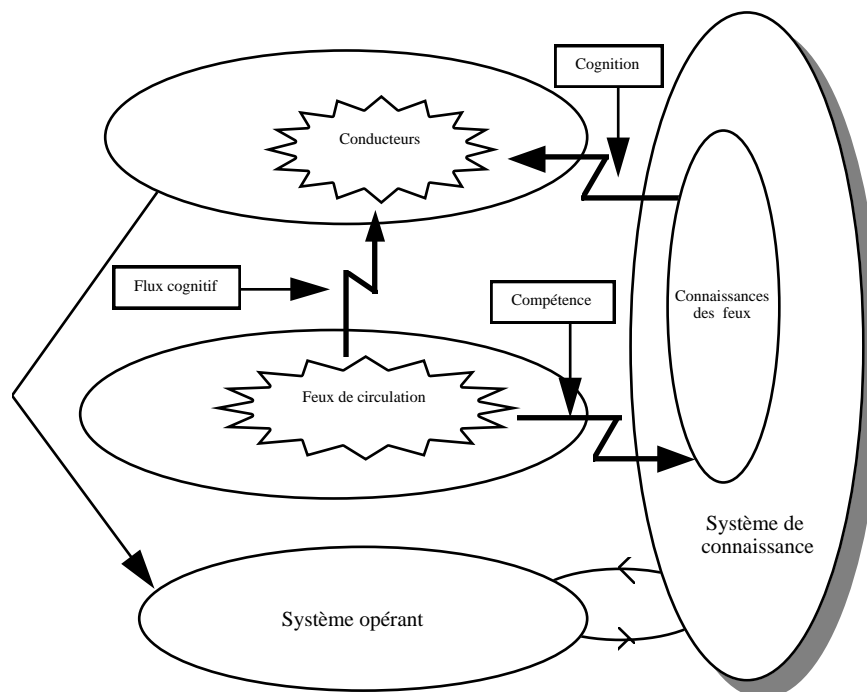 Cognition
Conducteurs
Flux cognitif
Compétence
Connaissances
des feux
Feux de circulation
Système de
connaissance
Système opérant